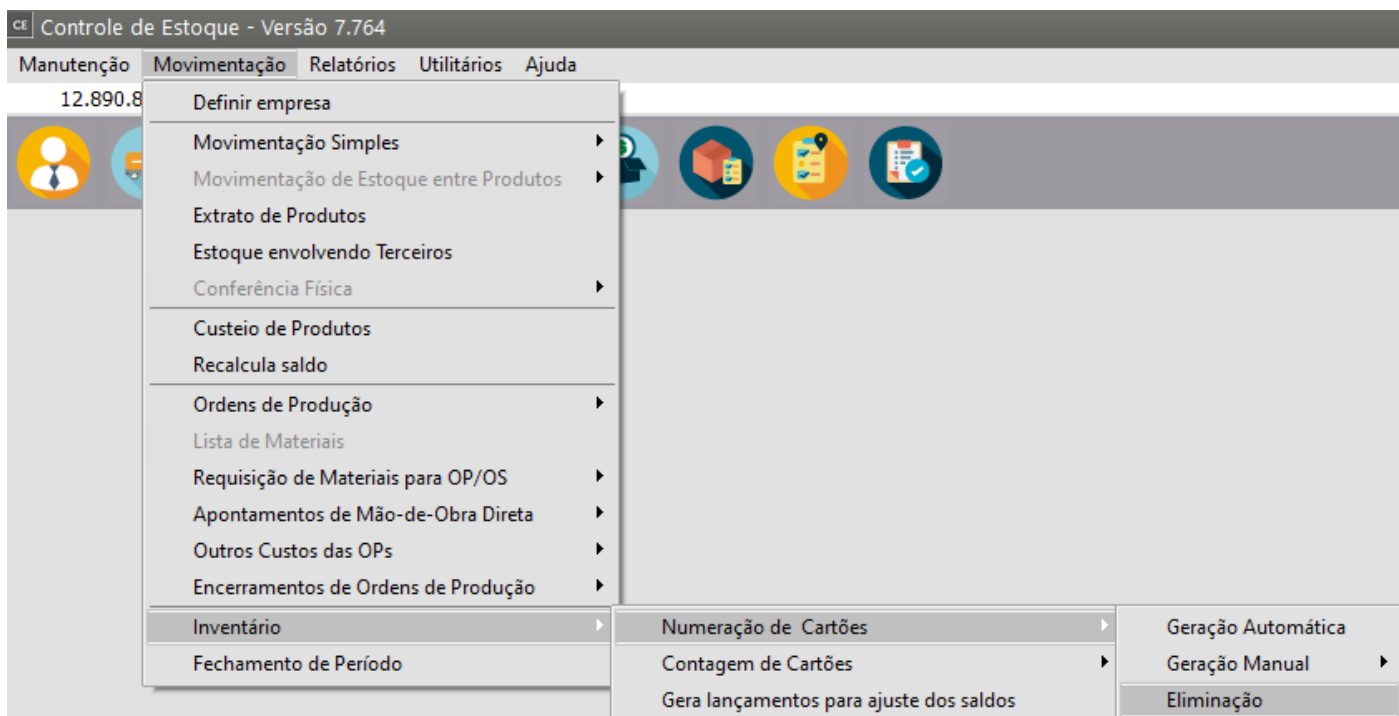 CE Controle de Estoque - Versão 7.764
Manutenção Movimentação Relatórios Utilitários Ajuda
12.890.8
Definir empresa
Movimentação Simples
Movimentação de Estoque entre Produtos
Extrato de Produtos
Estoque envolvendo Terceiros
Conferência Física
Custeio de Produtos
Recalcula saldo
Ordens de Produção
Lista de Materiais
Requisição de Materiais para OP/OS
Apontamentos de Mão-de-Obra Direta
Outros Custos das OPs
Encerramentos de Ordens de Produção
Inventário
Fechamento de Período
Numeração de Cartões
Contagem de Cartões
Gera lançamentos para ajuste dos saldos
Geração Automática
Geração Manual
Eliminação